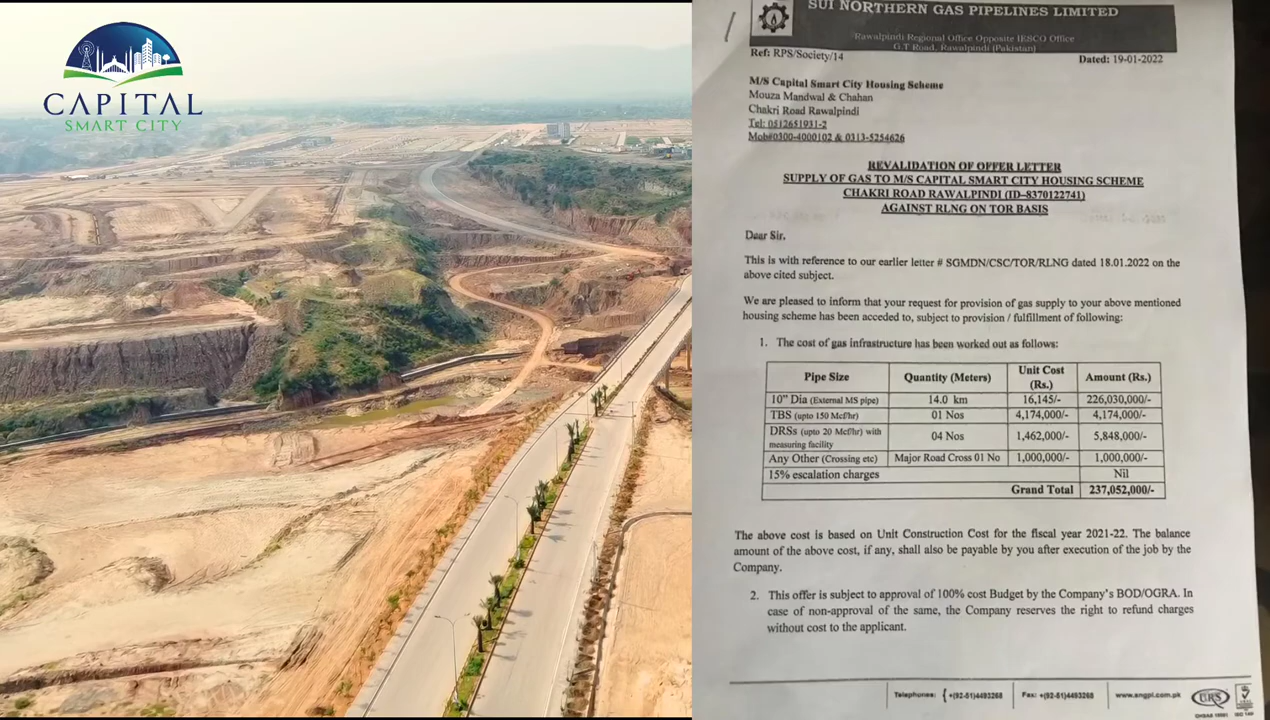 CAPITAL
SMART CITY
SUI NORTHERN GAS PIPELINES LIMITED
Rawalpindi Regional Office Opposite IESCO Office
G.T Road, Rawalpindi (Pakistan)
Ref: RPS/Society/14
Dated: 19-01-2022
M/S Capital Smart City Housing Scheme
Mouza Mandwal & Chahan
Chakri Road Rawalpindi
Tel: 0512651931-2
Mob#0300-4000102 & 0313-5254626
REVALIDATION OF OFFER LETTER
SUPPLY OF GAS TO M/S CAPITAL SMART CITY HOUSING SCHEME
CHAKRI ROAD RAWALPINDI (ID–8370122741)
AGAINST RLNG ON TOR BASIS
Dear Sir.
This is with reference to our earlier letter # SGMDN/CSC/TOR/RLNG dated 18.01.2022 on the
above cited subject.
We are pleased to inform that your request for provision of gas supply to your above mentioned
housing scheme has been acceded to, subject to provision / fulfillment of following:
1. The cost of gas infrastructure has been worked out as follows:
Pipe Size Quantity (Meters) Unit Cost (Rs.) Amount (Rs.)
10" Dia (External MS pipe) 14.0 km 16,145/- 226,030,000/-
TBS (upto 150 Mcf/hr) 01 Nos 4,174,000/- 4,174,000/-
DRSs (upto 20 Mcf/hr) with measuring facility 04 Nos 1,462,000/- 5,848,000/-
Any Other (Crossing etc) Major Road Cross 01 No 1,000,000/- 1,000,000/-
15% escalation charges Nil
Grand Total 237,052,000/-
The above cost is based on Unit Construction Cost for the fiscal year 2021-22. The balance
amount of the above cost, if any, shall also be payable by you after execution of the job by the
Company.
2. This offer is subject to approval of 100% cost Budget by the Company's BOD/OGRA. In
case of non-approval of the same, the Company reserves the right to refund charges
without cost to the applicant.
Telephones: { +(92-51)4493268 Fax: +(92-51)4493268 www.sngpl.com.pk URS